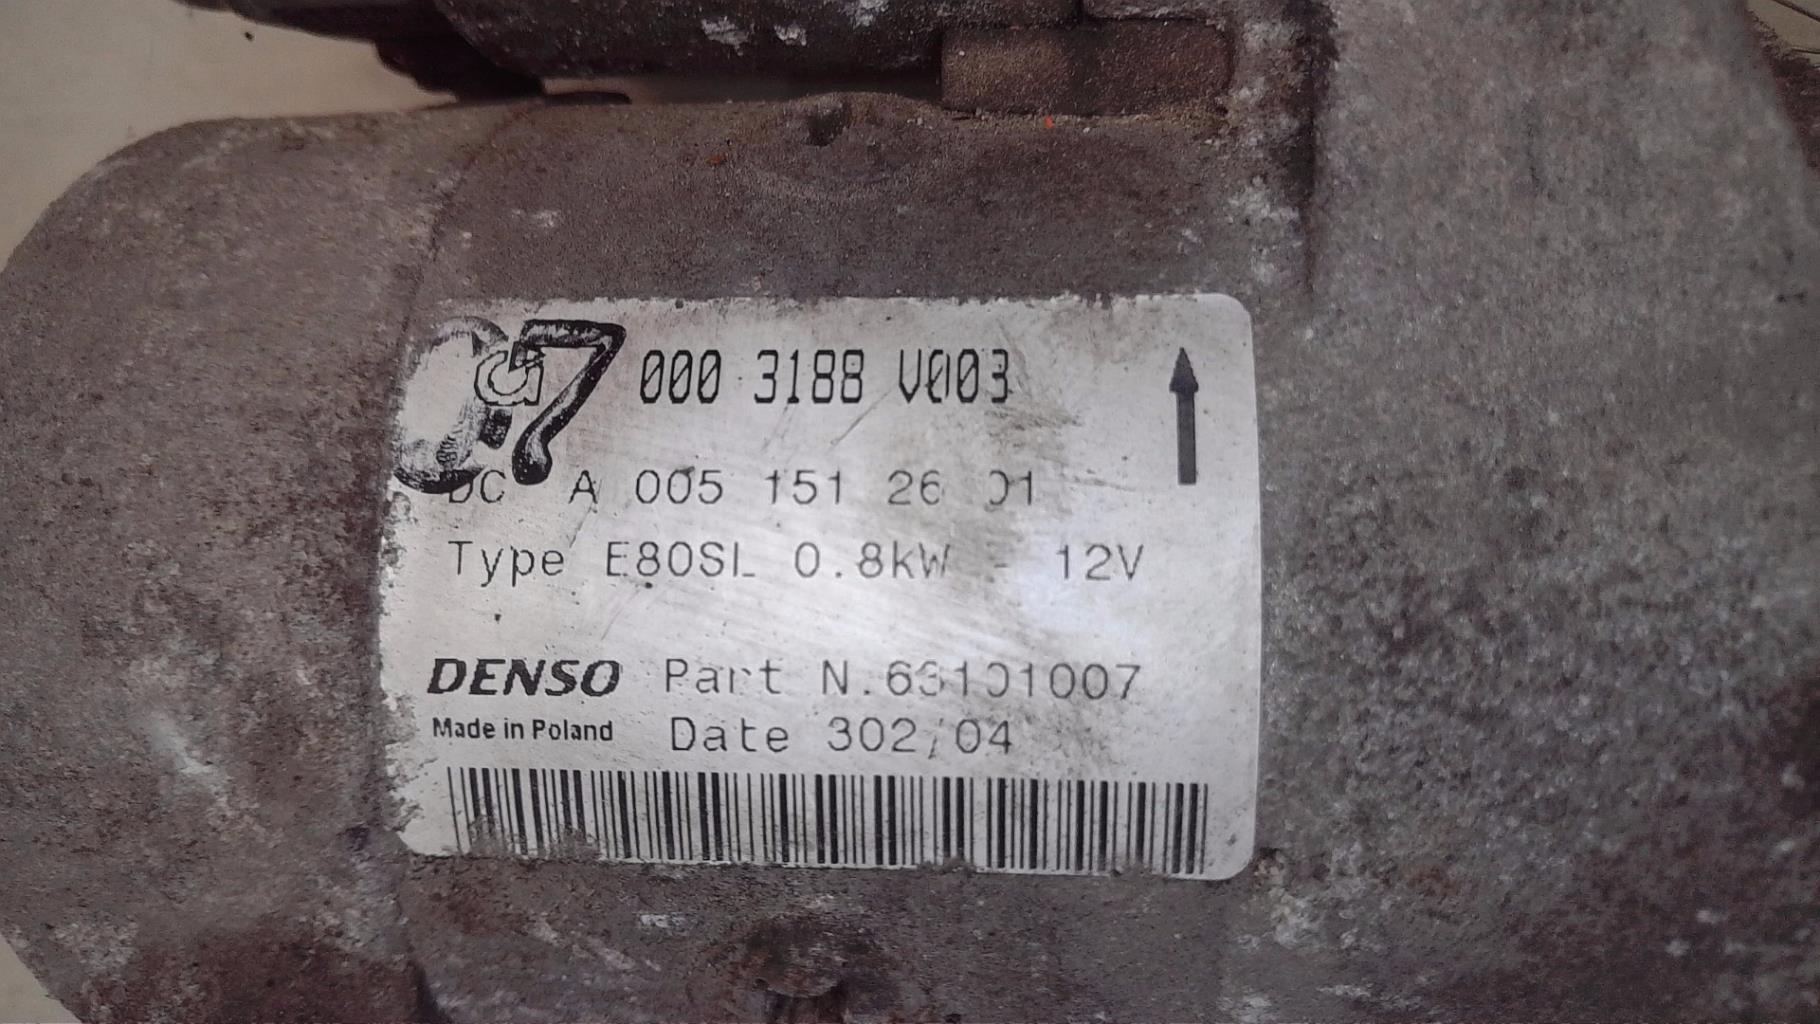 07 000 3188 V003
DC A 005 151 26 01
Type E80SL 0.8kW - 12V
DENSO Part N.63101007
Made in Poland Date 302/04